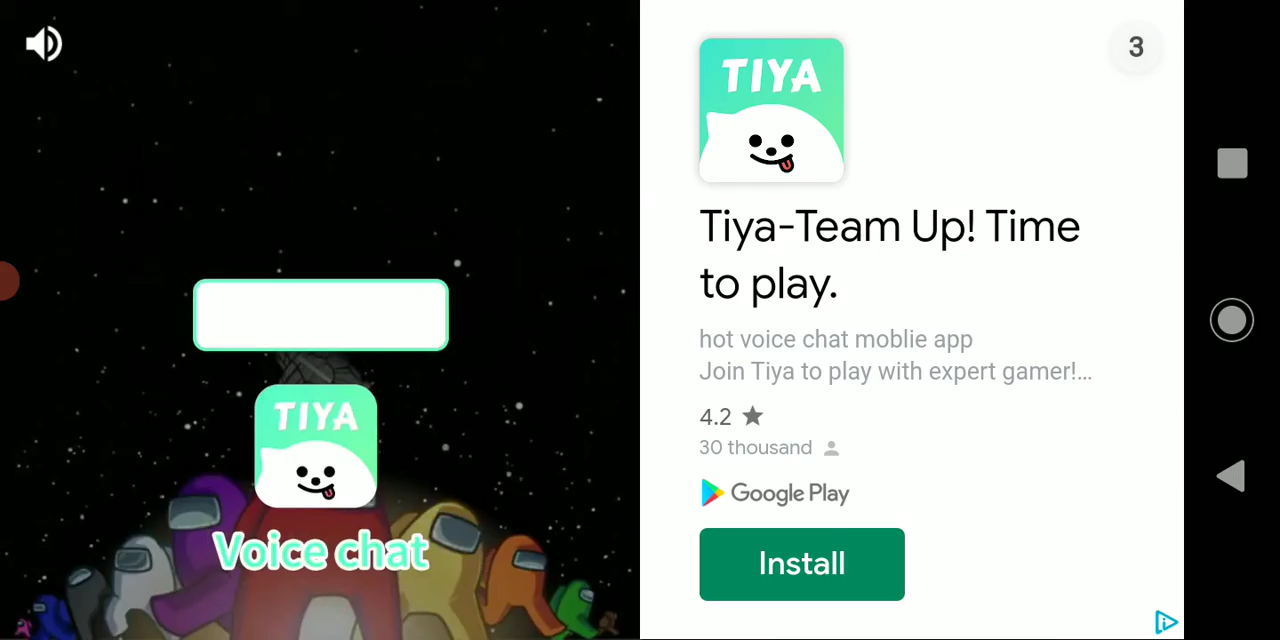 TIYA
Voice chat
3
TIYA
Tiya-Team Up! Time
to play.
hot voice chat moblie app
Join Tiya to play with expert gamer!...
4.2
30 thousand
Google Play
Install